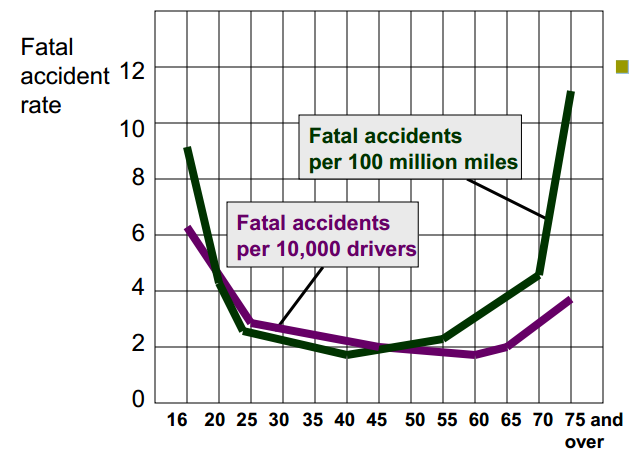 Fatal
accident
rate
12
10
8
6
4
2
0
Fatal accidents
per 100 million miles
Fatal accidents
per 10,000 drivers
16 20 25 30 35 40 45 50 55 60 65 70 75 and
over